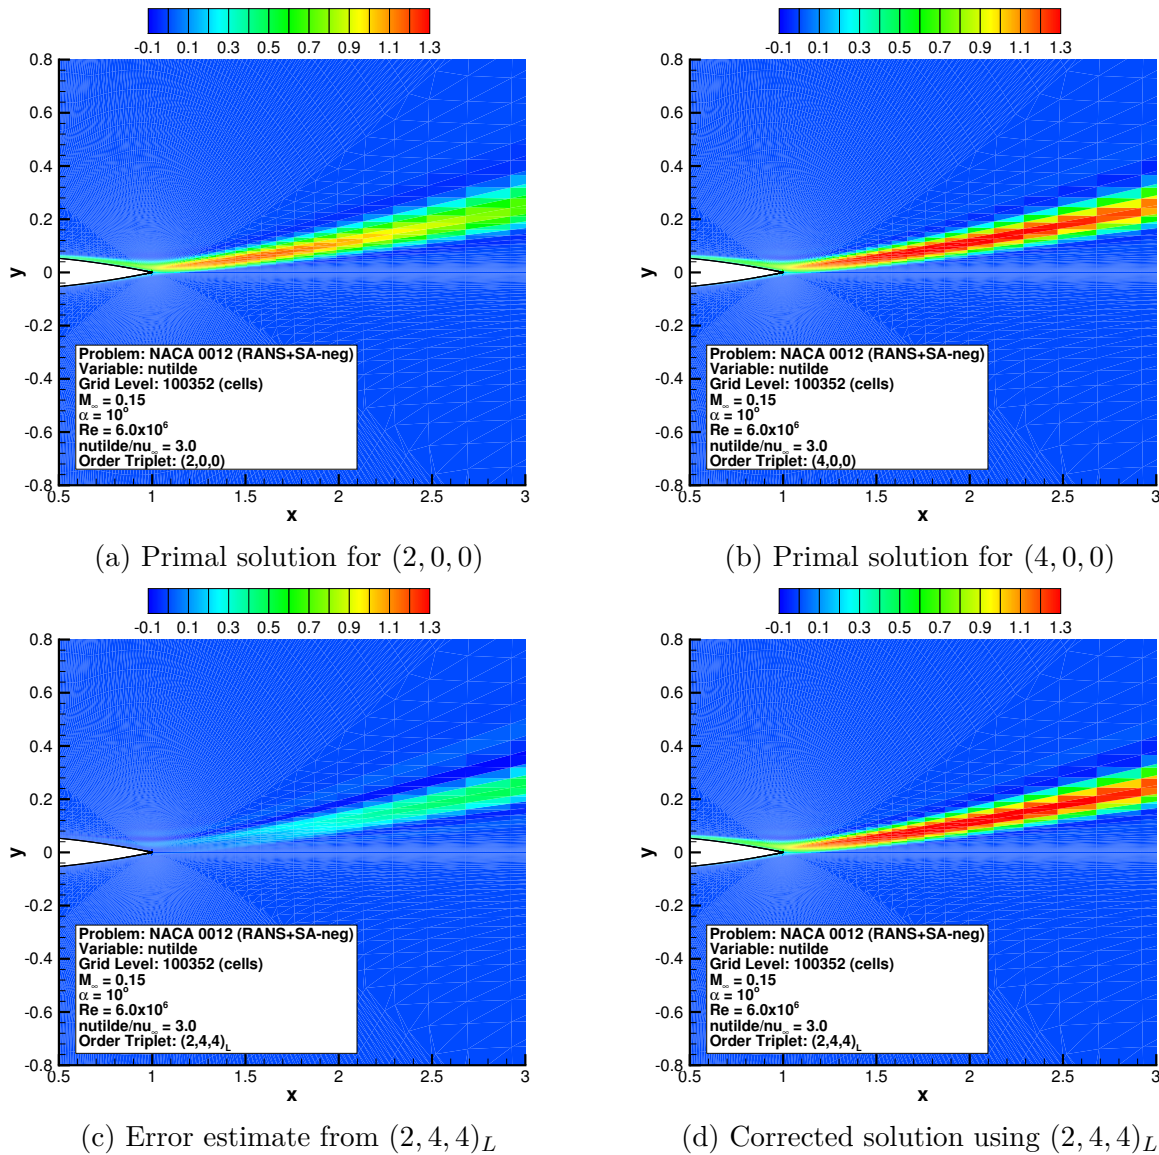 -0.1 0.1 0.3 0.5 0.7 0.9 1.1 1.3
0.8
0.6
0.4
0.2
0
-0.2
-0.4
-0.6
-0.8
y
0.5 1 1.5 2 2.5 3
x
Problem: NACA 0012 (RANS+SA-neg)
Variable: nutilde
Grid Level: 100352 (cells)
M∞ = 0.15
α = 10°
Re = 6.0x10⁶
nutilde/nu∞ = 3.0
Order Triplet: (2,0,0)
(a) Primal solution for (2, 0, 0)
-0.1 0.1 0.3 0.5 0.7 0.9 1.1 1.3
0.8
0.6
0.4
0.2
0
-0.2
-0.4
-0.6
-0.8
y
0.5 1 1.5 2 2.5 3
x
Problem: NACA 0012 (RANS+SA-neg)
Variable: nutilde
Grid Level: 100352 (cells)
M∞ = 0.15
α = 10°
Re = 6.0x10⁶
nutilde/nu∞ = 3.0
Order Triplet: (4,0,0)
(b) Primal solution for (4, 0, 0)
-0.1 0.1 0.3 0.5 0.7 0.9 1.1 1.3
0.8
0.6
0.4
0.2
0
-0.2
-0.4
-0.6
-0.8
y
0.5 1 1.5 2 2.5 3
x
Problem: NACA 0012 (RANS+SA-neg)
Variable: nutilde
Grid Level: 100352 (cells)
M∞ = 0.15
α = 10°
Re = 6.0x10⁶
nutilde/nu∞ = 3.0
Order Triplet: (2,4,4)_L
(c) Error estimate from (2, 4, 4)_L
-0.1 0.1 0.3 0.5 0.7 0.9 1.1 1.3
0.8
0.6
0.4
0.2
0
-0.2
-0.4
-0.6
-0.8
y
0.5 1 1.5 2 2.5 3
x
Problem: NACA 0012 (RANS+SA-neg)
Variable: nutilde
Grid Level: 100352 (cells)
M∞ = 0.15
α = 10°
Re = 6.0x10⁶
nutilde/nu∞ = 3.0
Order Triplet: (2,4,4)_L
(d) Corrected solution using (2, 4, 4)_L